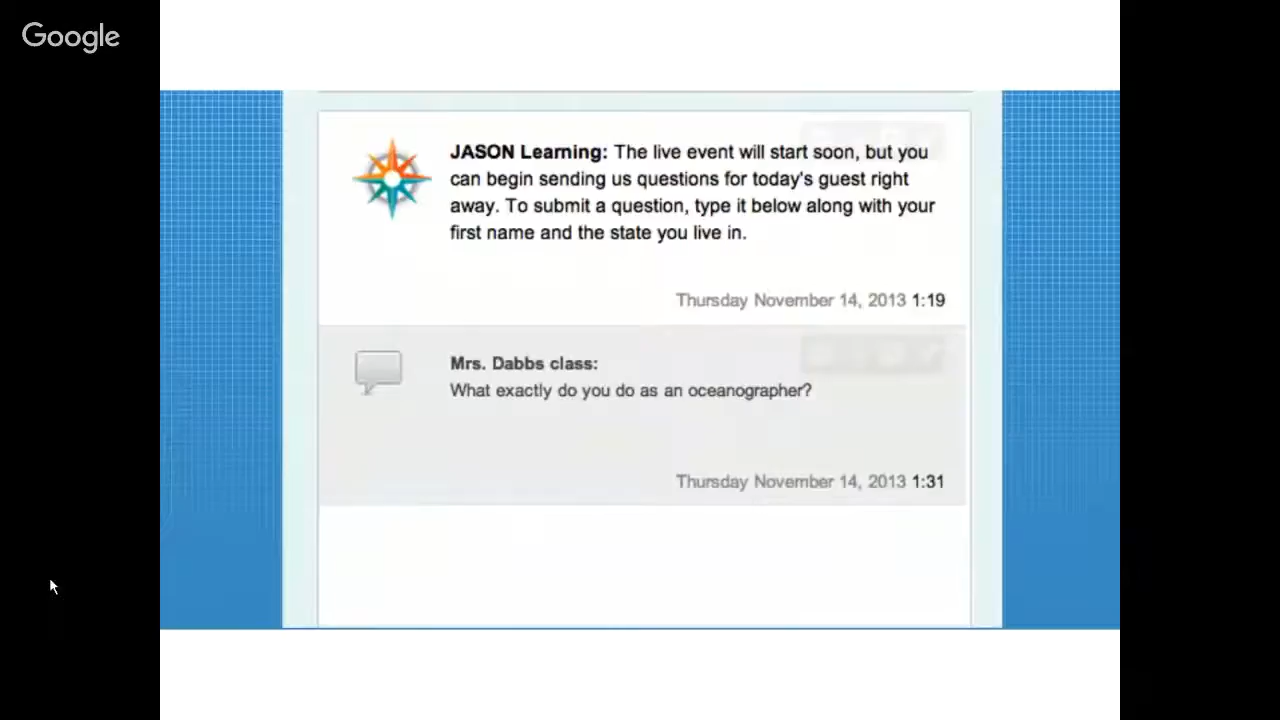 Google
JASON Learning: The live event will start soon, but you
can begin sending us questions for today's guest right
away. To submit a question, type it below along with your
first name and the state you live in.
Thursday November 14, 2013 1:19
Mrs. Dabbs class:
What exactly do you do as an oceanographer?
Thursday November 14, 2013 1:31